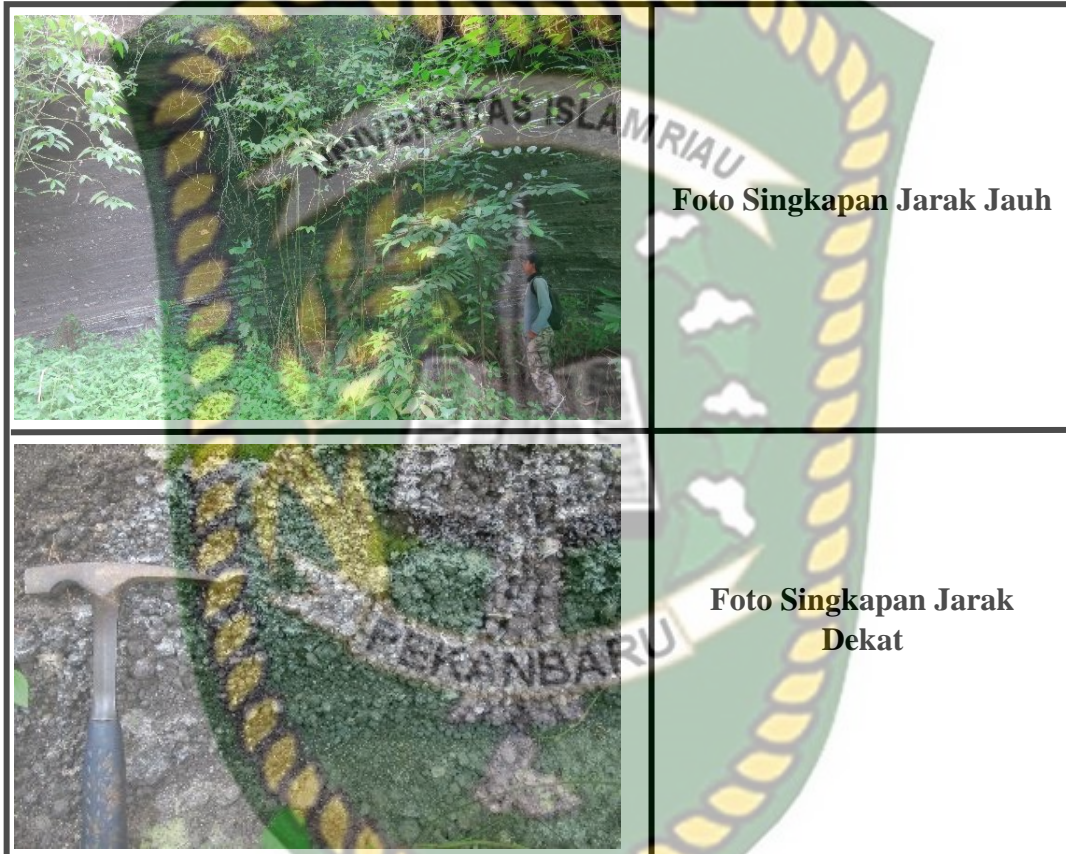 UNIVERSITAS ISLAM RIAU
Foto Singkapan Jarak Jauh
Foto Singkapan Jarak
Dekat
PEKANBARU